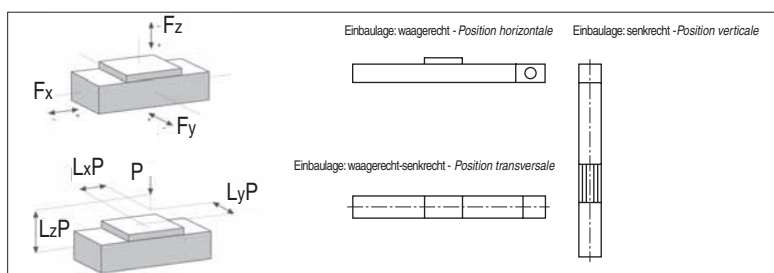 Fz
Fx
Fy
LxP
P
LyP
LzP
Einbaulage: waagerecht - Position horizontale
Einbaulage: senkrecht -Position verticale
Einbaulage: waagerecht-senkrecht - Position transversale